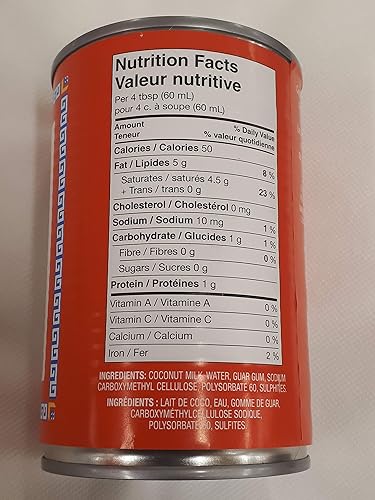 Nutrition Facts
Valeur nutritive
Per 4 tbsp (60 mL)
pour 4 c. à soupe (60 mL)
Amount % Daily Value
Teneur % valeur quotidienne
Calories / Calories 50
Fat / Lipides 5 g 8 %
Saturates / saturés 4.5 g
+ Trans / trans 0 g 23 %
Cholesterol / Cholestérol 0 mg
Sodium / Sodium 10 mg 1 %
Carbohydrate / Glucides 1 g 1 %
Fibre / Fibres 0 g 0 %
Sugars / Sucres 0 g
Protein / Protéines 1 g
Vitamin A / Vitamine A 0 %
Vitamin C / Vitamine C 0 %
Calcium / Calcium 0 %
Iron / Fer 2 %
INGREDIENTS: COCONUT MILK, WATER, GUAR GUM, SODIUM
CARBOXYMETHYL CELLULOSE, POLYSORBATE 60, SULPHITES.
INGRÉDIENTS : LAIT DE COCO, EAU, GOMME DE GUAR,
CARBOXYMÉTHYLCELLULOSE SODIQUE,
POLYSORBATE 60, SULFITES.